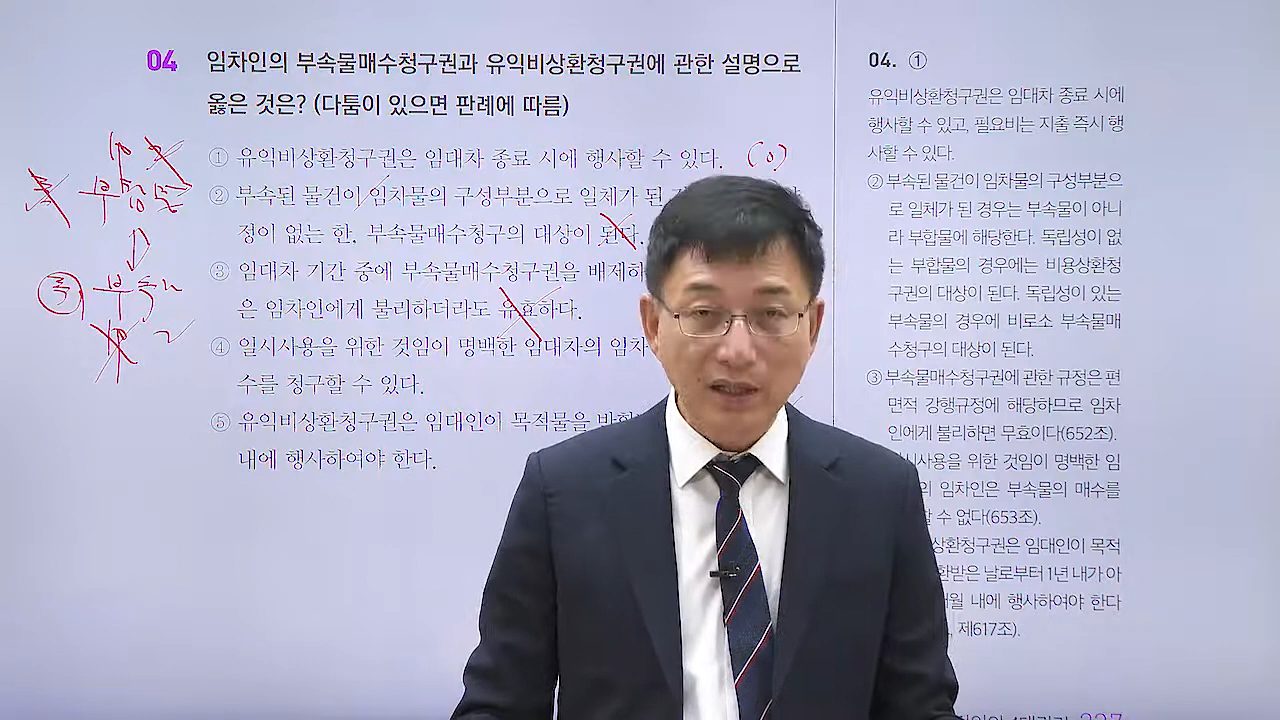 04 임차인의 부속물매수청구권과 유익비상환청구권에 관한 설명으로
옳은 것은? (다툼이 있으면 판례에 따름)
① 유익비상환청구권은 임대차 종료 시에 행사할 수 있다. (o)
② 부속된 물건이 임차물의 구성부분으로 일체가 된
정이 없는 한. 부속물매수청구의 대상이 된다.
③ 임대차 기간 중에 부속물매수청구권을 배제하
은 임차인에게 불리하더라도 유효하다.
④ 일시사용을 위한 것임이 명백한 임대차의 임차
수를 청구할 수 있다.
⑤ 유익비상환청구권은 임대인이 목적물을
내에 행사하여야 한다.
04. ①
유익비상환청구권은 임대차 종료 시에
행사할 수 있고, 필요비는 지출 즉시 행
사할 수 있다.
② 부속된 물건이 임차물의 구성부분으
로 일체가 된 경우는 부속물이 아니
라 부합물에 해당한다. 독립성이 없
는 부합물의 경우에는 비용상환청
구권의 대상이 된다. 독립성이 있는
부속물의 경우에 비로소 부속물매
수청구의 대상이 된다.
③ 부속물매수청구권에 관한 규정은 편
면적 강행규정에 해당하므로 임차
인에게 불리하면 무효이다(652조).
시사용을 위한 것임이 명백한 임
의 임차인은 부속물의 매수를
할 수 없다(653조).
상환청구권은 임대인이 목적
환받은 날로부터 1년 내가 아
월 내에 행사하여야 한다
, 제617조).